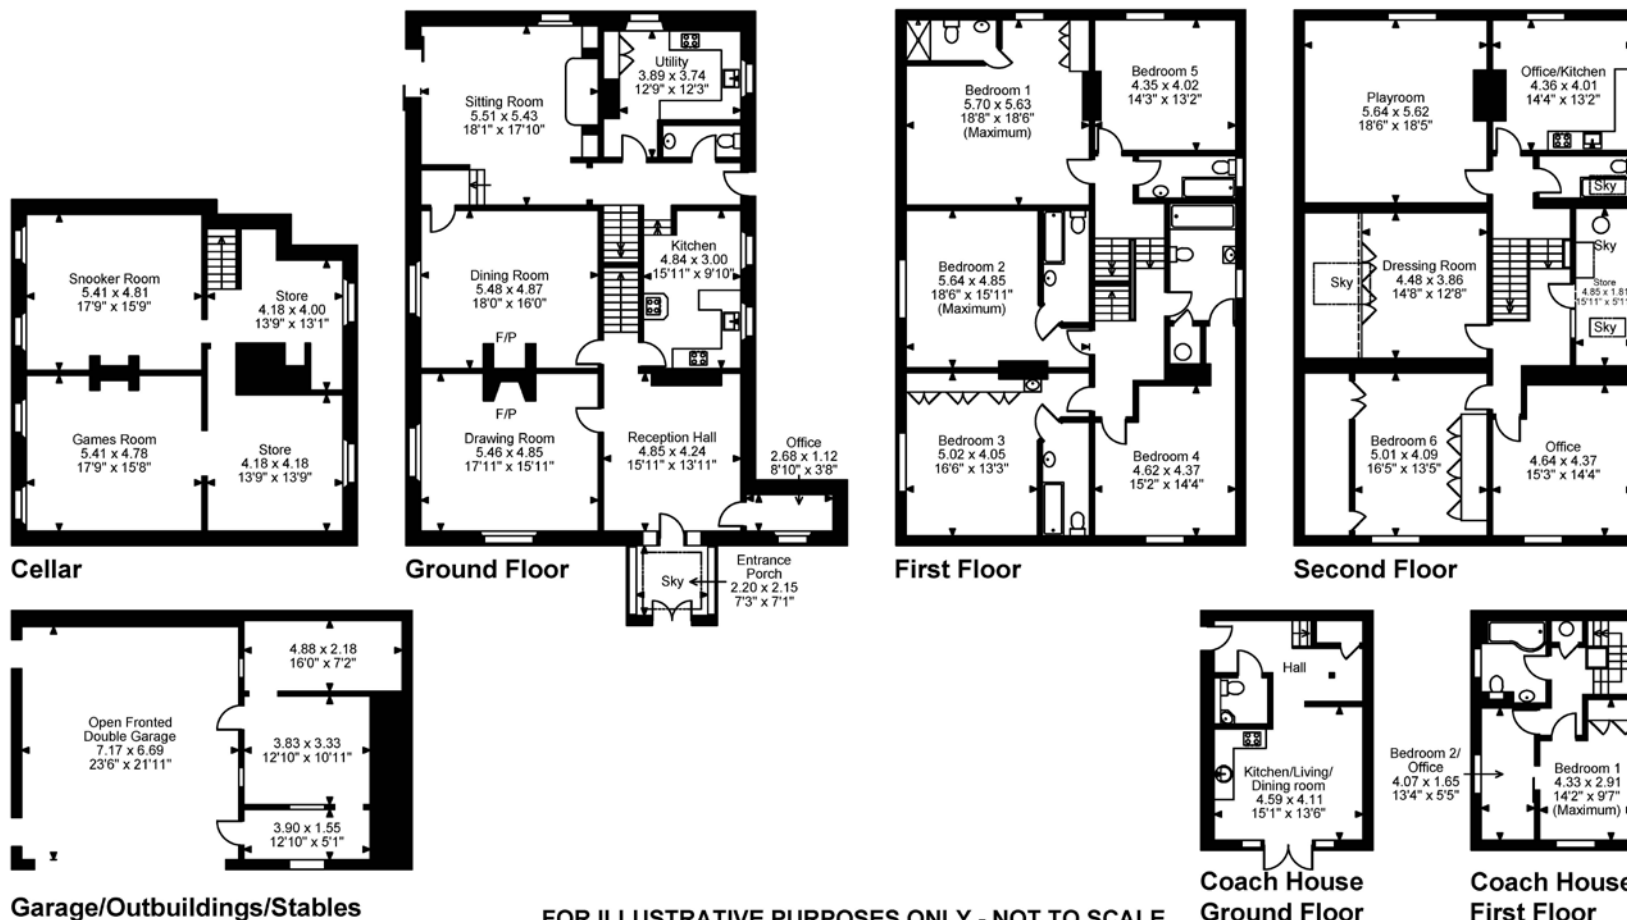 Snooker Room
5.41 x 4.81
17'9" x 15'9"
Store
4.18 x 4.00
13'9" x 13'1"
Games Room
5.41 x 4.78
17'9" x 15'8"
Store
4.18 x 4.18
13'9" x 13'9"
Cellar
Sitting Room
5.51 x 5.43
18'1" x 17'10"
Utility
3.89 x 3.74
12'9" x 12'3"
Dining Room
5.48 x 4.87
18'0" x 16'0"
F/P
Kitchen
4.84 x 3.00
15'11" x 9'10"
F/P
Drawing Room
5.46 x 4.85
17'11" x 15'11"
Reception Hall
4.85 x 4.24
15'11" x 13'11"
Office
2.68 x 1.12
8'10" x 3'8"
Sky
Entrance
Porch
2.20 x 2.15
7'3" x 7'1"
Ground Floor
Bedroom 1
5.70 x 5.63
18'8" x 18'6"
(Maximum)
Bedroom 5
4.35 x 4.02
14'3" x 13'2"
Bedroom 2
5.64 x 4.85
18'6" x 15'11"
(Maximum)
Bedroom 3
5.02 x 4.05
16'6" x 13'3"
Bedroom 4
4.62 x 4.37
15'2" x 14'4"
First Floor
Playroom
5.64 x 5.62
18'6" x 18'5"
Office/Kitchen
4.36 x 4.01
14'4" x 13'2"
Sky
Sky
Dressing Room
4.48 x 3.86
14'8" x 12'8"
Sky
Store
4.85 x 1.81
15'11" x 5'11"
Sky
Bedroom 6
5.01 x 4.09
16'5" x 13'5"
Office
4.64 x 4.37
15'3" x 14'4"
Second Floor
Open Fronted
Double Garage
7.17 x 6.69
23'6" x 21'11"
4.88 x 2.18
16'0" x 7'2"
3.83 x 3.33
12'10" x 10'11"
3.90 x 1.55
12'10" x 5'1"
Garage/Outbuildings/Stables
Hall
Kitchen/Living/
Dining room
4.59 x 4.11
15'1" x 13'6"
Coach House
Ground Floor
Bedroom 2/
Office
4.07 x 1.65
13'4" x 5'5"
Bedroom 1
4.33 x 2.91
14'2" x 9'7"
(Maximum)
Coach House
First Floor
FOR ILLUSTRATIVE PURPOSES ONLY - NOT TO SCALE